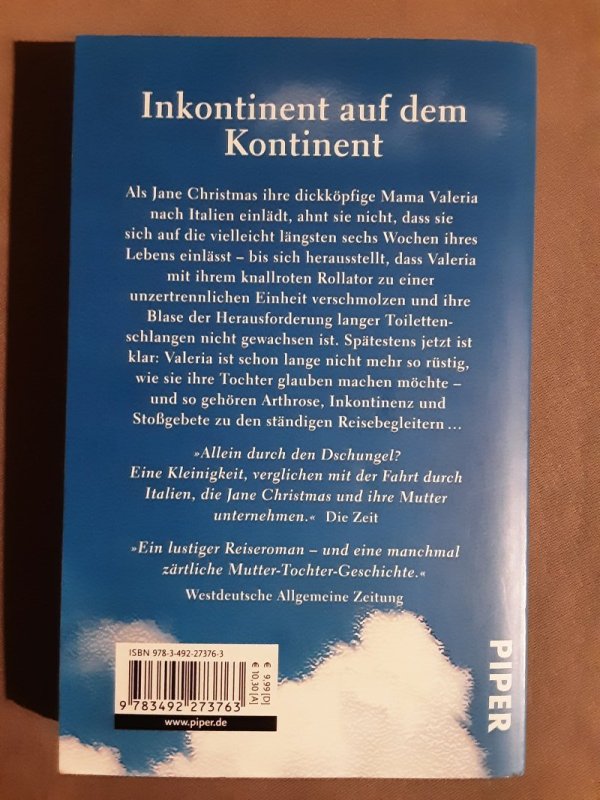 Inkontinent auf dem
Kontinent
Als Jane Christmas ihre dickköpfige Mama Valeria
nach Italien einlädt, ahnt sie nicht, dass sie
sich auf die vielleicht längsten sechs Wochen ihres
Lebens einlässt – bis sich herausstellt, dass Valeria
mit ihrem knallroten Rollator zu einer
unzertrennlichen Einheit verschmolzen und ihre
Blase der Herausforderung langer Toiletten-
schlangen nicht gewachsen ist. Spätestens jetzt ist
klar: Valeria ist schon lange nicht mehr so rüstig,
wie sie ihre Tochter glauben machen möchte –
und so gehören Arthrose, Inkontinenz und
Stoßgebete zu den ständigen Reisebegleitern ...
»Allein durch den Dschungel?
Eine Kleinigkeit, verglichen mit der Fahrt durch
Italien, die Jane Christmas und ihre Mutter
unternehmen.« Die Zeit
»Ein lustiger Reiseroman – und eine manchmal
zärtliche Mutter-Tochter-Geschichte.«
Westdeutsche Allgemeine Zeitung
ISBN 978-3-492-27376-3
9 783492 273763
€ 9.99 [D]
€ 10.30 [A]
www.piper.de
PIPER